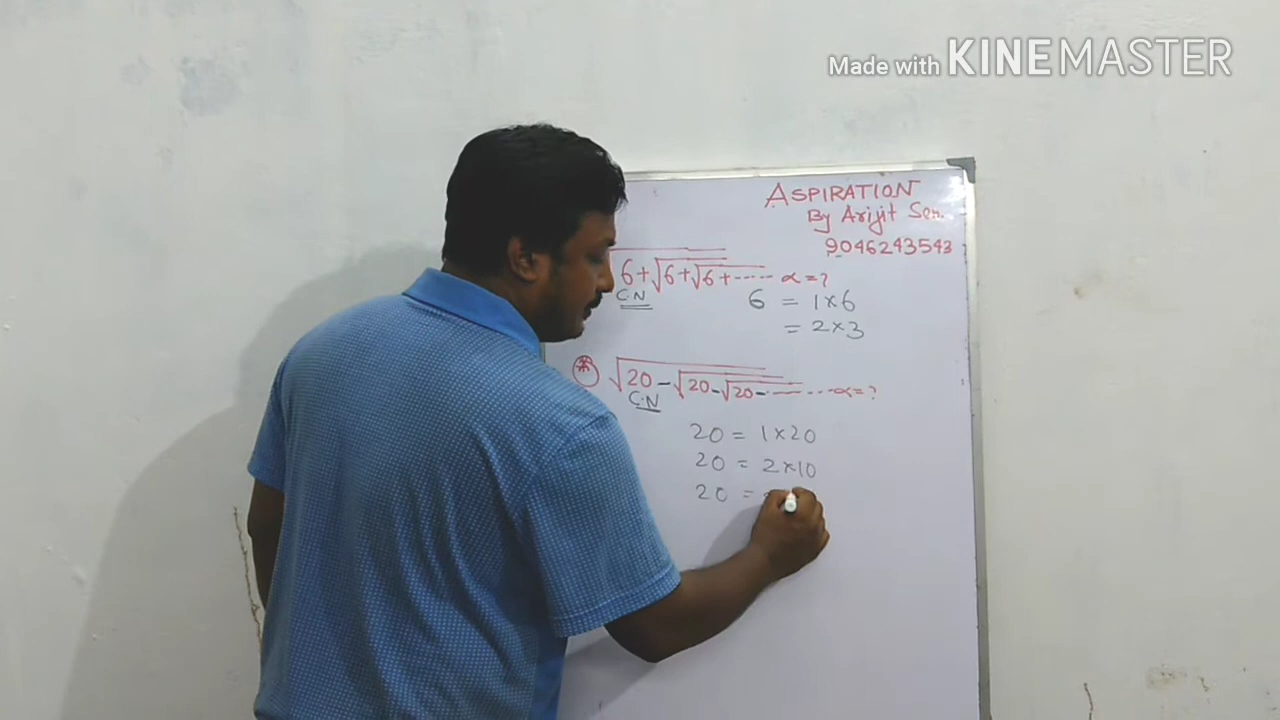 Made with KINEMASTER
ASPIRATION
By Arijit Sen.
9046243543
6+√6+√6+----- α=?
C.N
6 = 1×6
= 2×3
* √20-√20-√20------- ...α=?
C.N
20 = 1×20
20 = 2×10
20 =